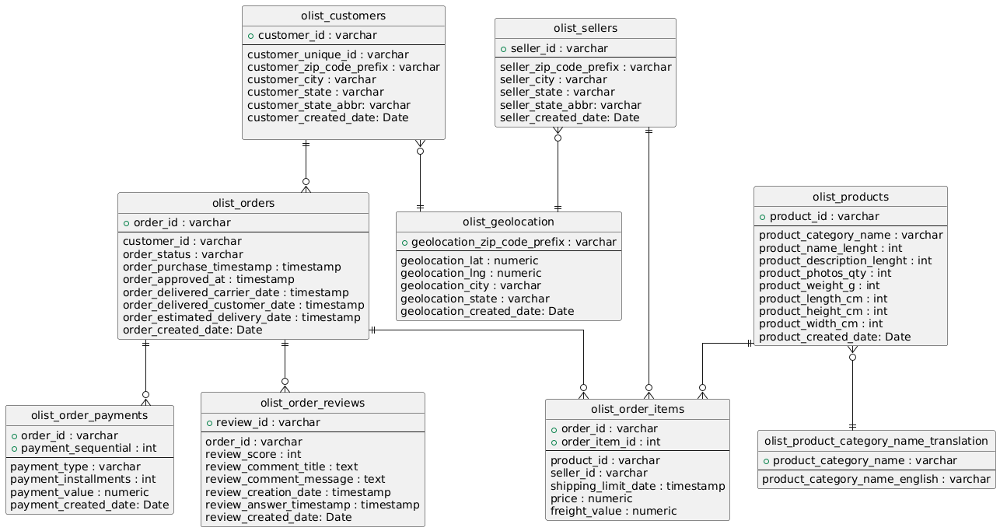 olist_customers
customer_id : varchar
customer_unique_id : varchar
customer_zip_code_prefix : varchar
customer_city : varchar
customer_state : varchar
customer_state_abbr: varchar
customer_created_date: Date
olist_sellers
seller_id : varchar
seller_zip_code_prefix : varchar
seller_city : varchar
seller_state : varchar
seller_state_abbr: varchar
seller_created_date: Date
olist_orders
order_id : varchar
customer_id : varchar
order_status : varchar
order_purchase_timestamp : timestamp
order_approved_at : timestamp
order_delivered_carrier_date : timestamp
order_delivered_customer_date : timestamp
order_estimated_delivery_date : timestamp
order_created_date: Date
olist_geolocation
geolocation_zip_code_prefix : varchar
geolocation_lat : numeric
geolocation_lng : numeric
geolocation_city : varchar
geolocation_state : varchar
geolocation_created_date: Date
olist_products
product_id : varchar
product_category_name : varchar
product_name_lenght : int
product_description_lenght : int
product_photos_qty : int
product_weight_g : int
product_length_cm : int
product_height_cm : int
product_width_cm : int
product_created_date: Date
olist_order_payments
order_id : varchar
payment_sequential : int
payment_type : varchar
payment_installments : int
payment_value : numeric
payment_created_date: Date
olist_order_reviews
review_id : varchar
order_id : varchar
review_score : int
review_comment_title : text
review_comment_message : text
review_creation_date : timestamp
review_answer_timestamp : timestamp
review_created_date: Date
olist_order_items
order_id : varchar
order_item_id : int
product_id : varchar
seller_id : varchar
shipping_limit_date : timestamp
price : numeric
freight_value : numeric
olist_product_category_name_translation
product_category_name : varchar
product_category_name_english : varchar